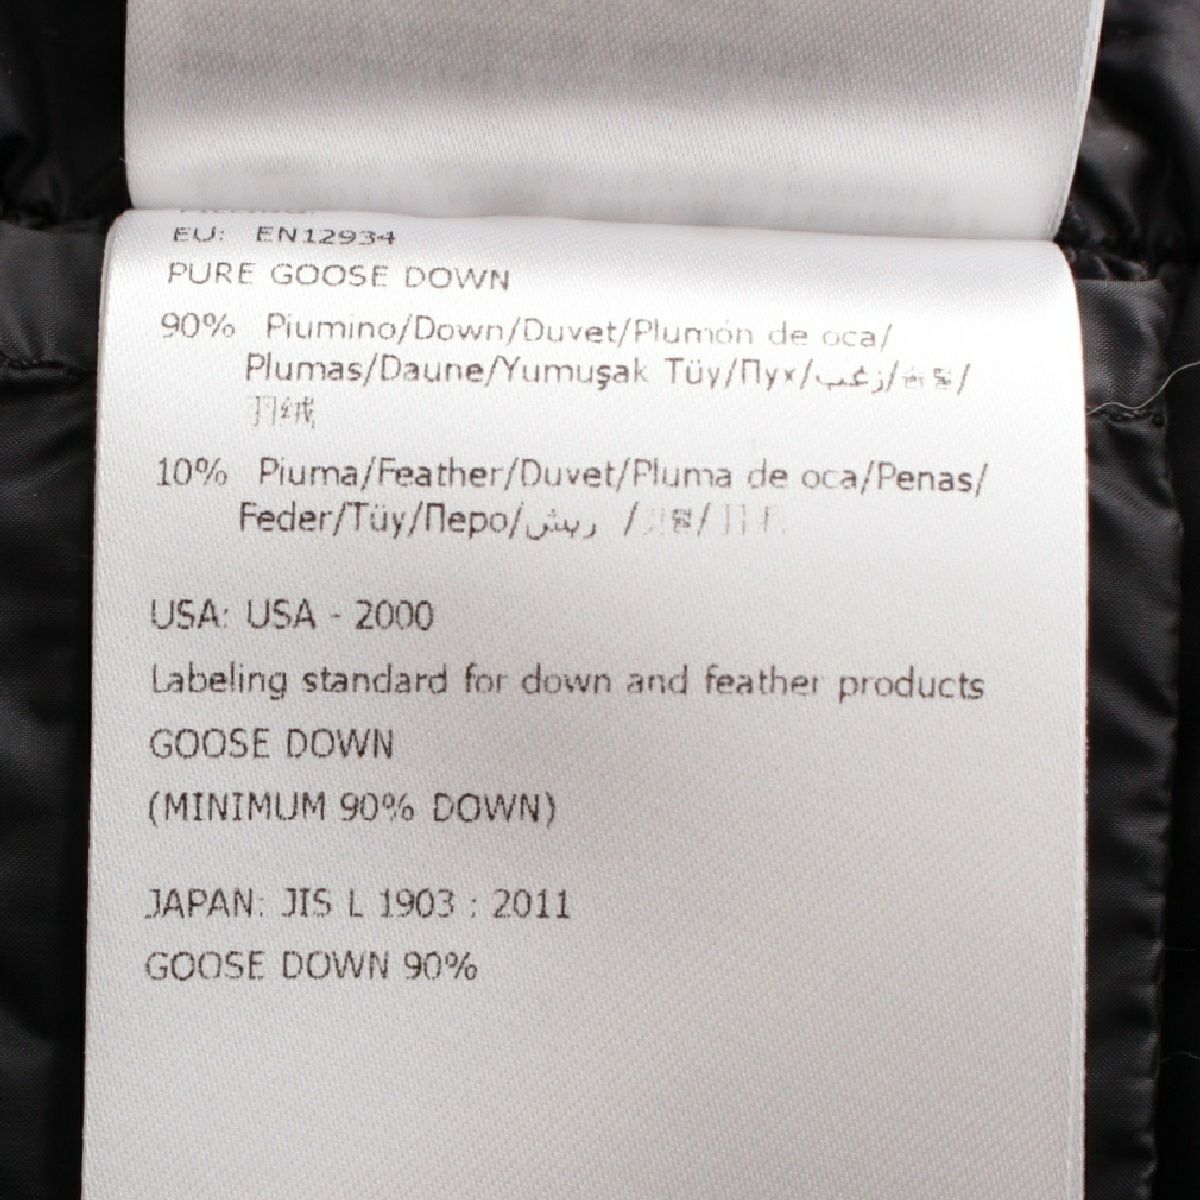 EU: EN12934
PURE GOOSE DOWN
90% Piumino/Down/Duvet/Plumón de oca/
Plumas/Daune/Yumuşak Tüy/Пух/زغب/
羽绒
10% Piuma/Feather/Duvet/Pluma de oca/Penas/
Feder/Tüy/Перо/ريش /
USA: USA - 2000
Labeling standard for down and feather products
GOOSE DOWN
(MINIMUM 90% DOWN)
JAPAN: JIS L 1903 : 2011
GOOSE DOWN 90%